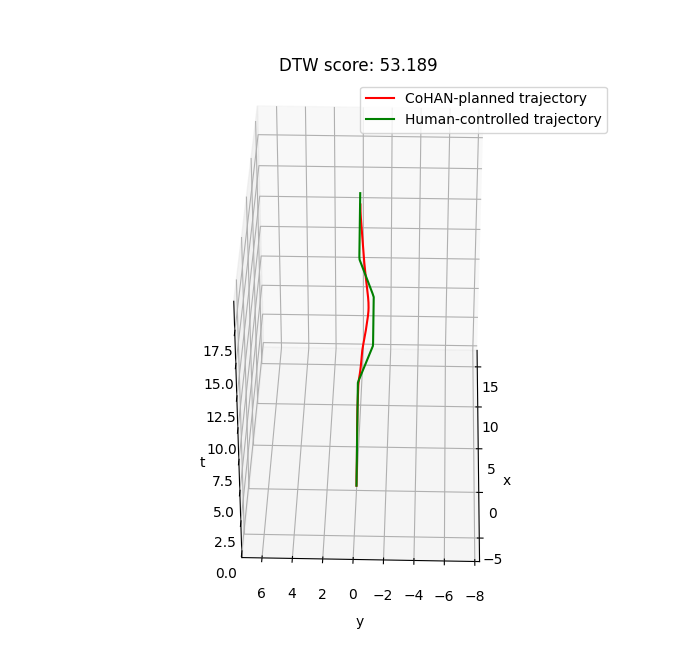 DTW score: 53.189
CoHAN-planned trajectory
Human-controlled trajectory
17.5
15.0
12.5
10.0
7.5
5.0
2.5
0.0
t
15
10
5
0
−5
x
6 4 2 0 −2 −4 −6 −8
y